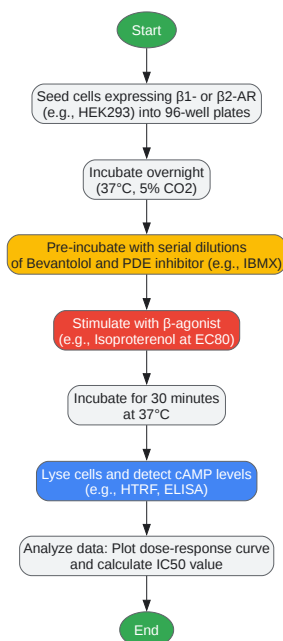 Start
Seed cells expressing β1- or β2-AR
(e.g., HEK293) into 96-well plates
Incubate overnight
(37°C, 5% CO2)
Pre-incubate with serial dilutions
of Bevantolol and PDE inhibitor (e.g., IBMX)
Stimulate with β-agonist
(e.g., Isoproterenol at EC80)
Incubate for 30 minutes
at 37°C
Lyse cells and detect cAMP levels
(e.g., HTRF, ELISA)
Analyze data: Plot dose-response curve
and calculate IC50 value
End